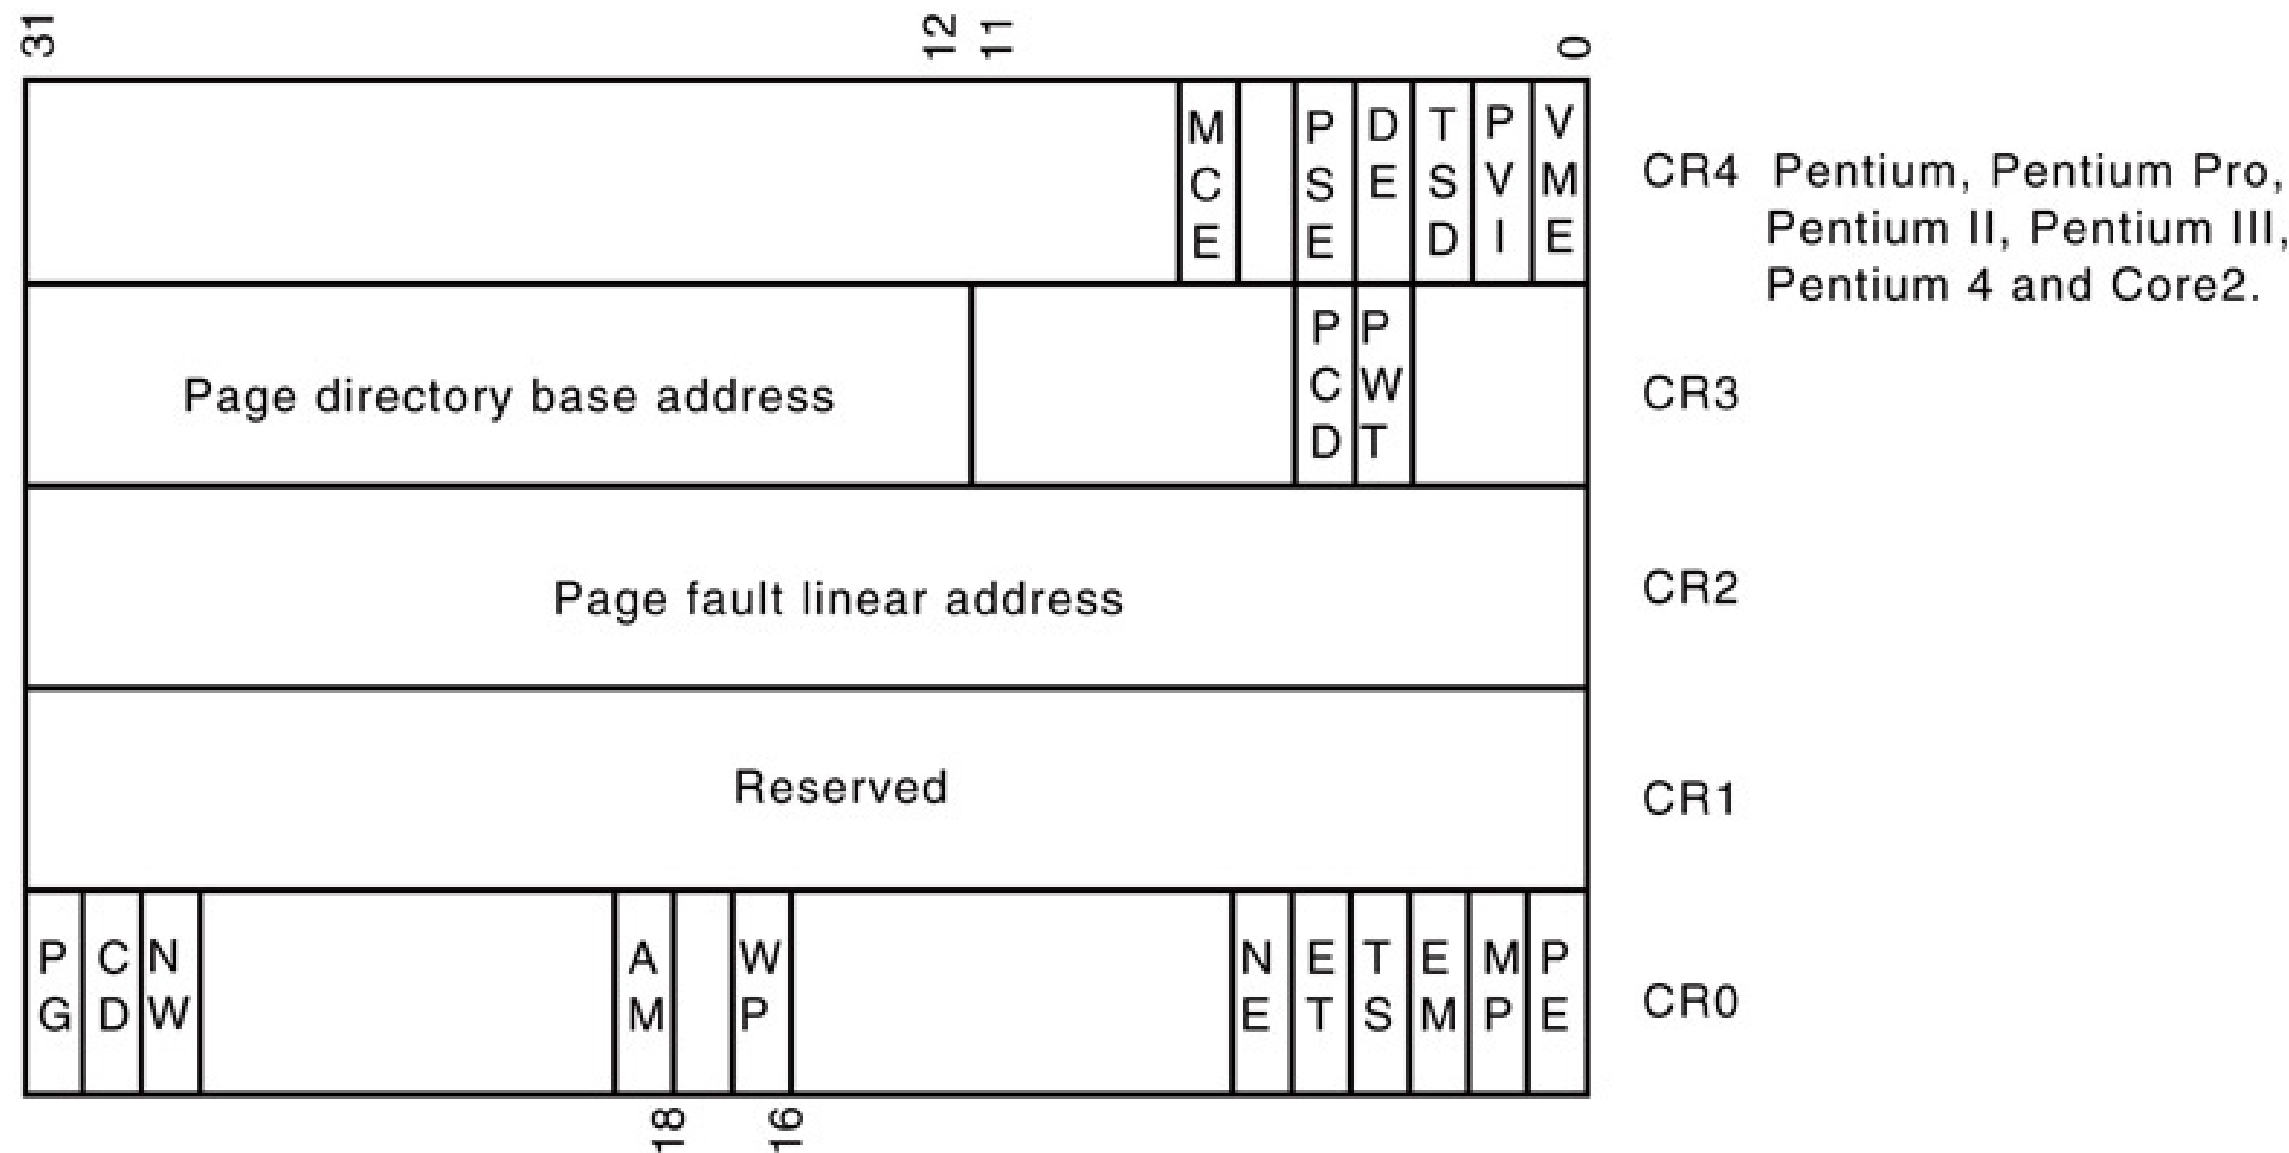 31 12 11 0
MCE PSE DE TSD PVI VME CR4 Pentium, Pentium Pro,
Pentium II, Pentium III,
Pentium 4 and Core2.
Page directory base address PCD PWT CR3
Page fault linear address CR2
Reserved CR1
PG CD NW AM WP NE ET TS EM MP PE CR0
18 16